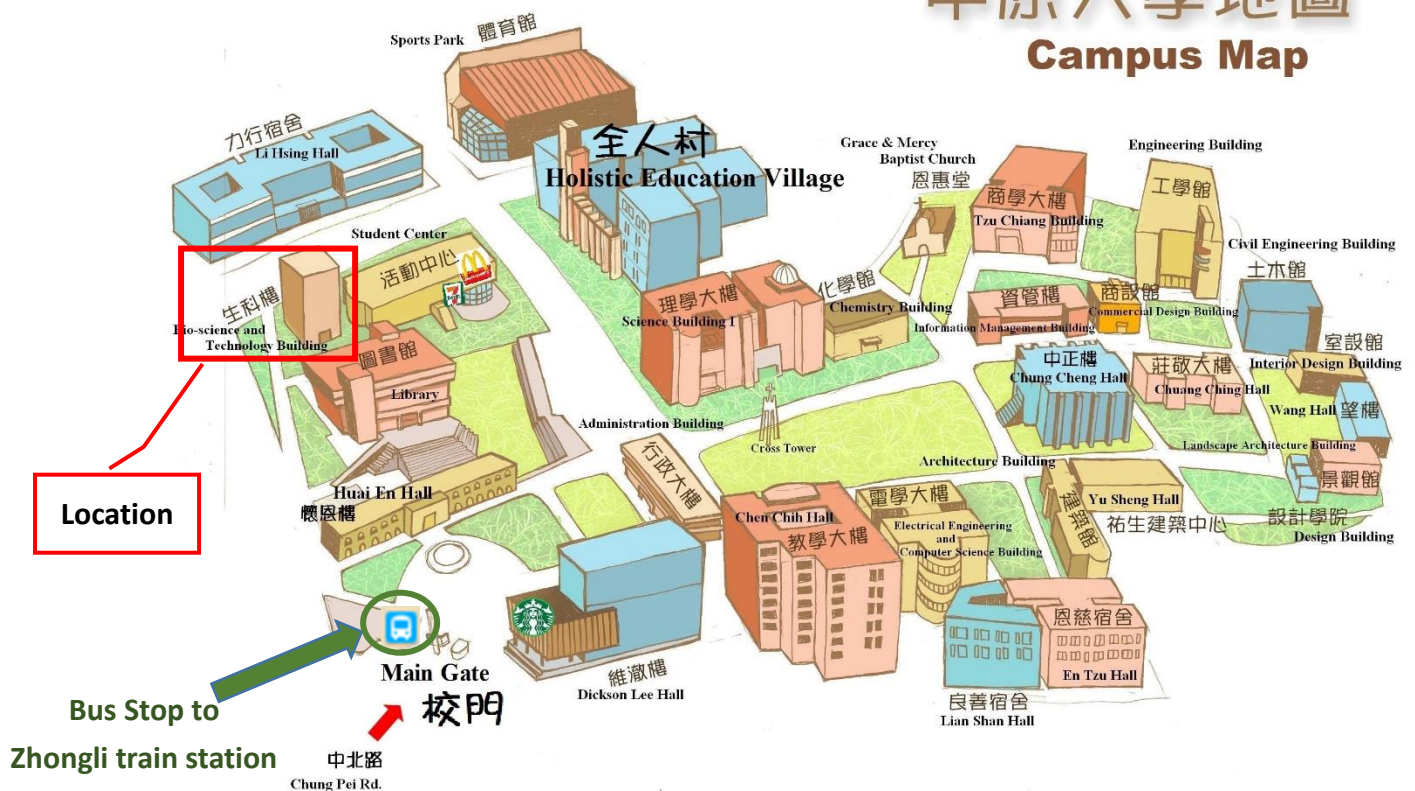 中原大學地圖
Campus Map
Sports Park
體育館
力行宿舍
Li Hsing Hall
全人村
Holistic Education Village
Grace & Mercy
Baptist Church
恩惠堂
商學大樓
Tzu Chiang Building
Engineering Building
工學館
Student Center
活動中心
McDonald's
7
生科樓
Bio-science and
Technology Building
圖書館
Library
理學大樓
Science Building I
化學館
Chemistry Building
資管樓
Information Management Building
商設館
Commercial Design Building
Civil Engineering Building
土木館
室設館
Interior Design Building
中正樓
Chung Cheng Hall
莊敬大樓
Chuang Ching Hall
Wang Hall
望樓
Landscape Architecture Building
景觀館
設計學院
Design Building
Administration Building
行政大樓
Cross Tower
Architecture Building
建築館
Yu Sheng Hall
祐生建築中心
Location
Huai En Hall
懷恩樓
Chen Chih Hall
教學大樓
電學大樓
Electrical Engineering
and
Computer Science Building
恩慈宿舍
En Tzu Hall
良善宿舍
Lian Shan Hall
維澈樓
Dickson Lee Hall
Main Gate
校門
Bus Stop to
Zhongli train station
中北路
Chung Pei Rd.